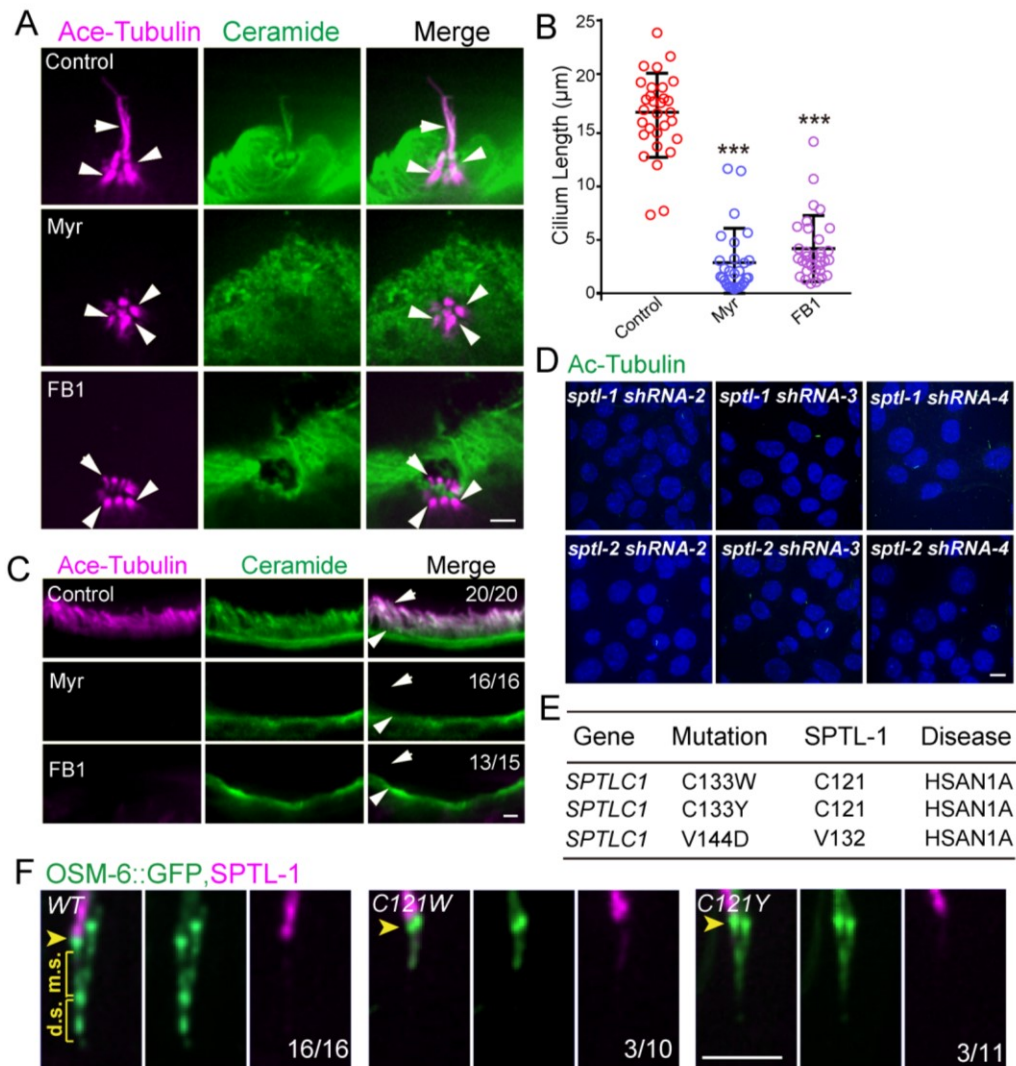 A
Ace-Tubulin Ceramide Merge
Control
Myr
FB1
B
Cilium Length (µm)
25
20
15
10
5
0
***
***
Control Myr FB1
C
Ace-Tubulin Ceramide Merge
Control 20/20
Myr 16/16
FB1 13/15
D Ac-Tubulin
sptl-1 shRNA-2 sptl-1 shRNA-3 sptl-1 shRNA-4
sptl-2 shRNA-2 sptl-2 shRNA-3 sptl-2 shRNA-4
E
Gene Mutation SPTL-1 Disease
SPTLC1 C133W C121 HSAN1A
SPTLC1 C133Y C121 HSAN1A
SPTLC1 V144D V132 HSAN1A
F OSM-6::GFP,SPTL-1
WT C121W C121Y
m.s.
d.s.
16/16 3/10 3/11